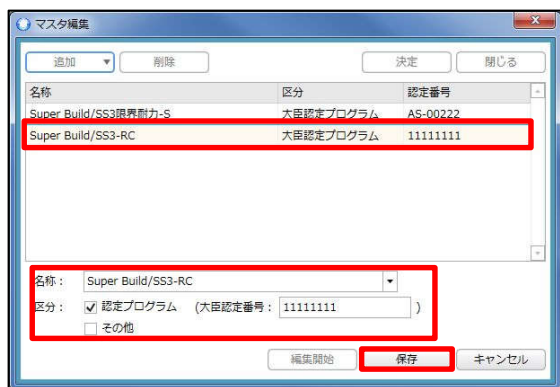 マスタ編集
追加 削除 決定 閉じる
名称 区分 認定番号
Super Build/SS3限界耐力-S 大臣認定プログラム AS-00222
Super Build/SS3-RC 大臣認定プログラム 11111111
名称： Super Build/SS3-RC
区分： 認定プログラム (大臣認定番号： 11111111 )
その他
編集開始 保存 キャンセル